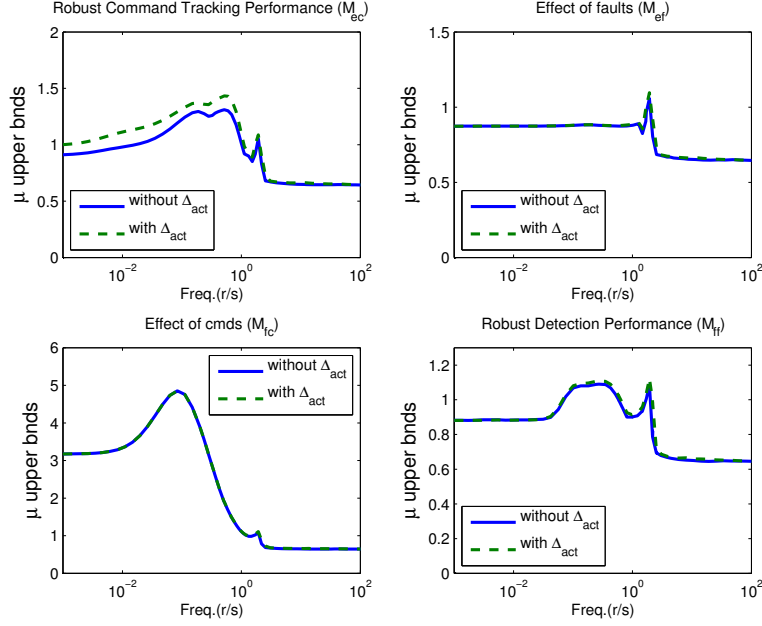 Robust Command Tracking Performance (M_ec)
2
1.5
1
0.5
0
μ upper bnds
without Δ_act
with Δ_act
10^−2
10^0
10^2
Freq.(r/s)
Effect of faults (M_ef)
1.5
1
0.5
0
μ upper bnds
without Δ_act
with Δ_act
10^−2
10^0
10^2
Freq.(r/s)
Effect of cmds (M_fc)
6
5
4
3
2
1
0
μ upper bnds
without Δ_act
with Δ_act
10^−2
10^0
10^2
Freq.(r/s)
Robust Detection Performance (M_ff)
1.2
1
0.8
0.6
0.4
0.2
0
μ upper bnds
without Δ_act
with Δ_act
10^−2
10^0
10^2
Freq.(r/s)